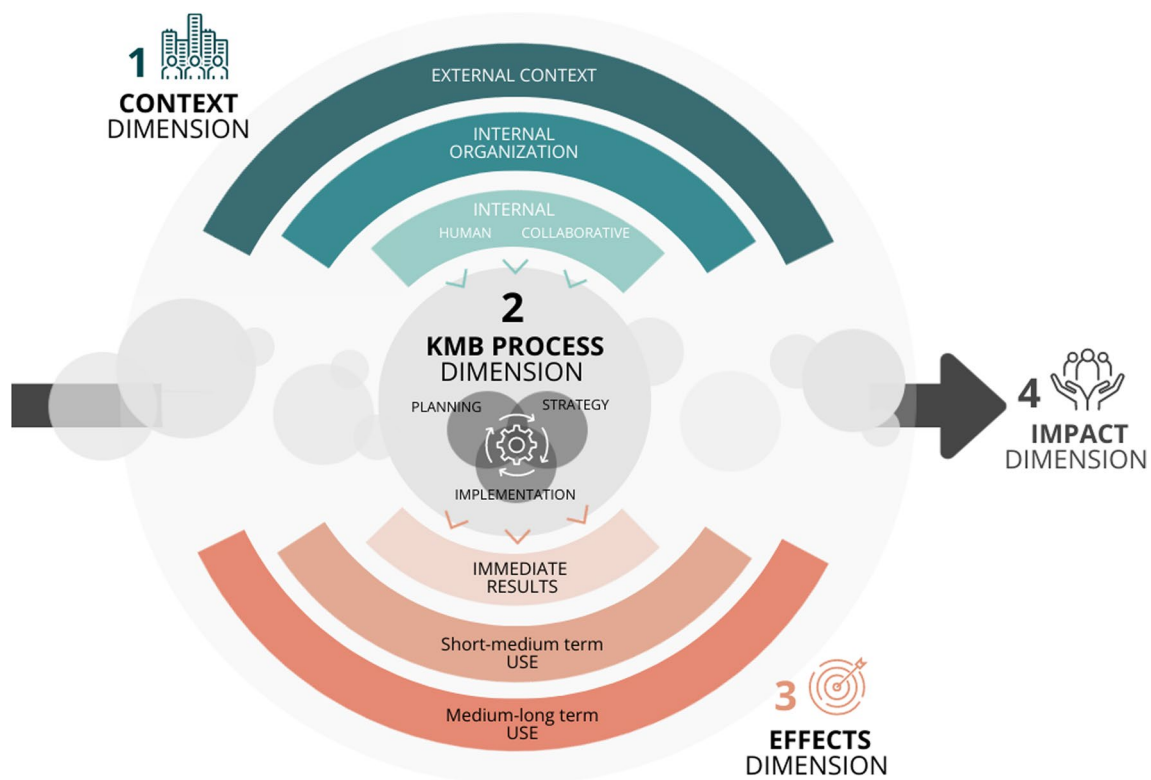 1
CONTEXT
DIMENSION
EXTERNAL CONTEXT
INTERNAL
ORGANIZATION
INTERNAL
HUMAN COLLABORATIVE
2
KMB PROCESS
DIMENSION
PLANNING STRATEGY
IMPLEMENTATION
4
IMPACT
DIMENSION
IMMEDIATE
RESULTS
Short-medium term
USE
Medium-long term
USE
3
EFFECTS
DIMENSION